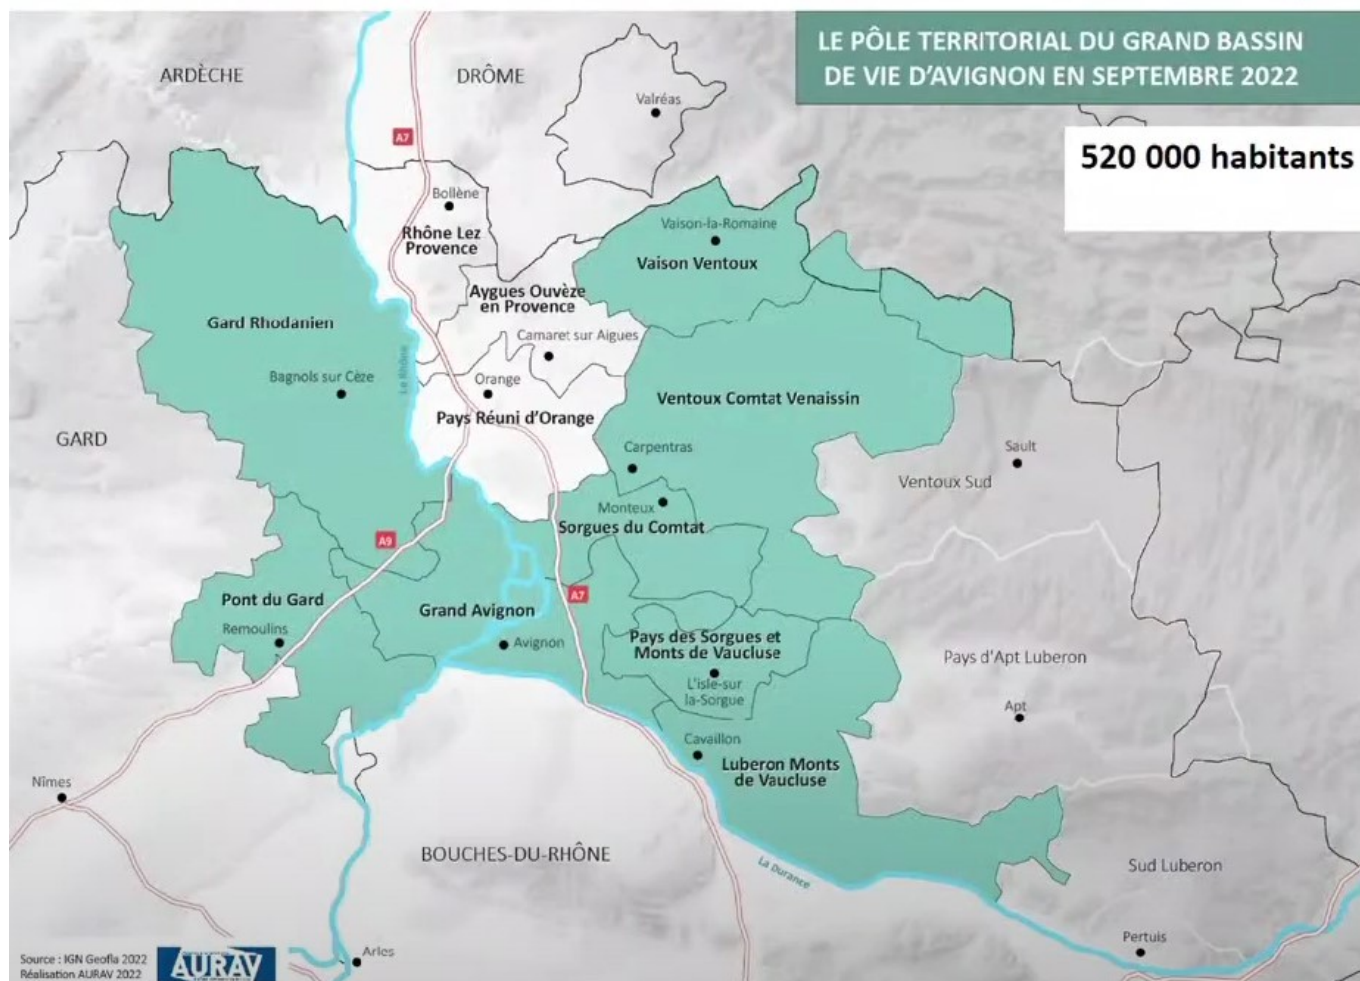 LE PÔLE TERRITORIAL DU GRAND BASSIN
DE VIE D'AVIGNON EN SEPTEMBRE 2022
520 000 habitants
ARDÈCHE
DRÔME
Valréas
A7
Bollène
Rhône Lez
Provence
Vaison-la-Romaine
Vaison Ventoux
Aygues Ouvèze
en Provence
Gard Rhodanien
Camaret sur Aigues
Le Rhône
Bagnols sur Cèze
Orange
Pays Réuni d'Orange
Ventoux Comtat Venaissin
GARD
Carpentras
Sault
Ventoux Sud
Monteux
Sorgues du Comtat
A9
A7
Pont du Gard
Grand Avignon
Remoulins
Avignon
Pays des Sorgues et
Monts de Vaucluse
L'isle-sur
la-Sorgue
Pays d'Apt Luberon
Apt
Cavaillon
Luberon Monts
de Vaucluse
Nîmes
BOUCHES-DU-RHÔNE
La Durance
Sud Luberon
Pertuis
Arles
Source : IGN Geofla 2022
Réalisation AURAV 2022
AURAV